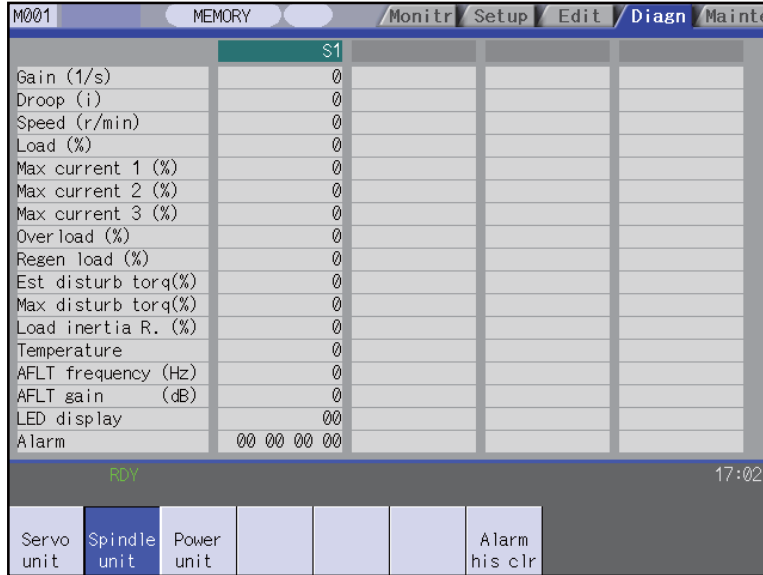 M001 MEMORY Monitr Setup Edit Diagn Mainte
S1
Gain (1/s) 0
Droop (i) 0
Speed (r/min) 0
Load (%) 0
Max current 1 (%) 0
Max current 2 (%) 0
Max current 3 (%) 0
Overload (%) 0
Regen load (%) 0
Est disturb torq(%) 0
Max disturb torq(%) 0
Load inertia R. (%) 0
Temperature 0
AFLT frequency (Hz) 0
AFLT gain (dB) 0
LED display 00
Alarm 00 00 00 00
RDY 17:02
Servo Spindle Power Alarm
unit unit unit his clr